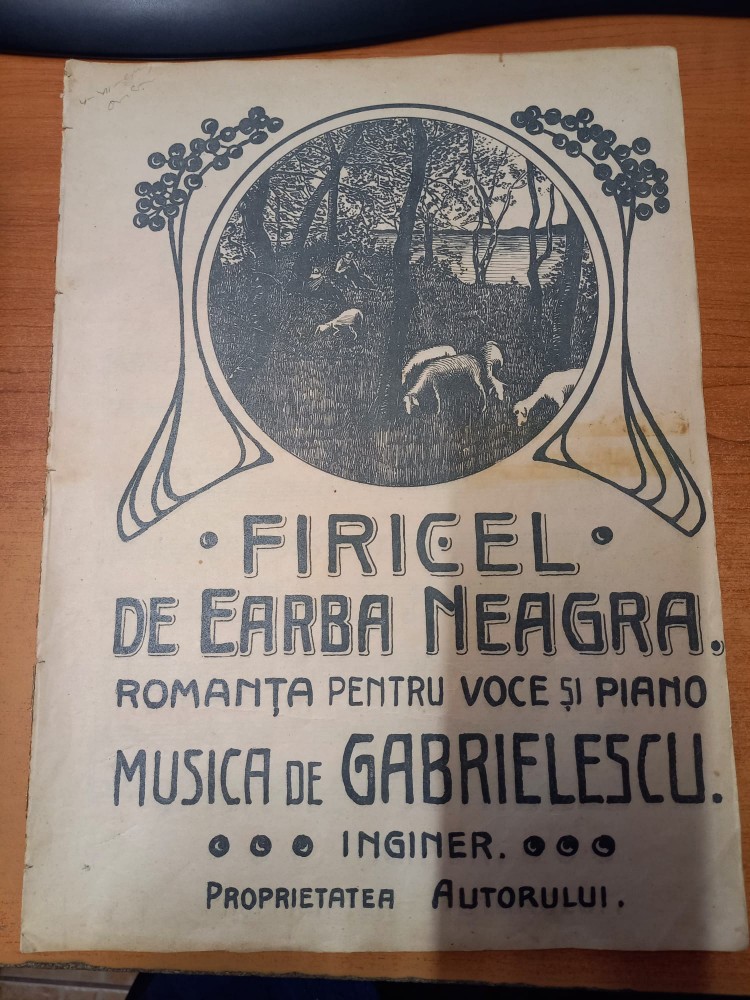 FIRICEL
DE EARBA NEAGRA.
ROMANȚA PENTRU VOCE ȘI PIANO
MUSICA DE GABRIELESCU.
INGINER.
PROPRIETATEA AUTORULUI.